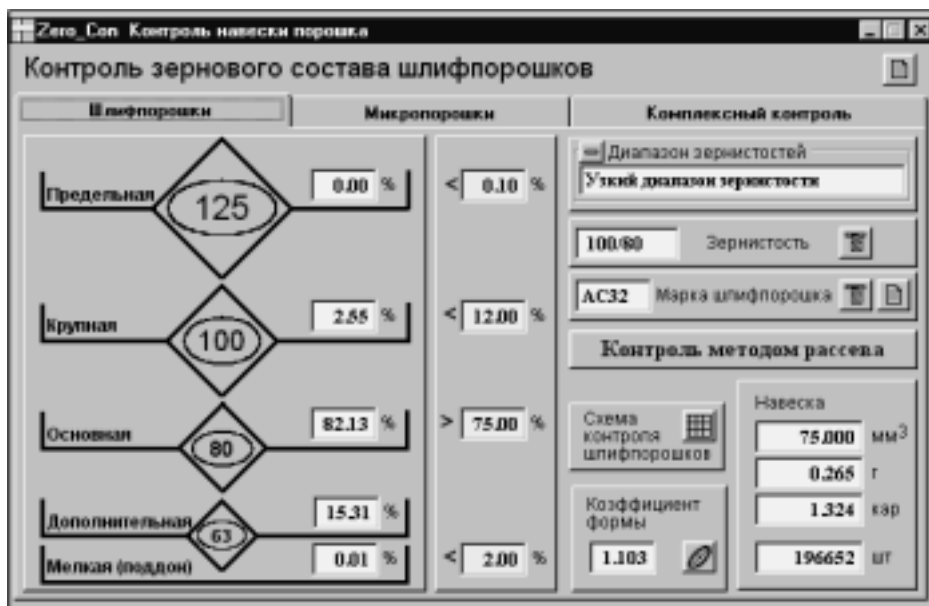 Zero_Con Контроль навески порошка
Контроль зернового состава шлифпорошков
Шлифпорошки Микропорошки Комплексный контроль
Предельная 125 0.00 % < 0.10 %
Крупная 100 2.55 % < 12.00 %
Основная 80 82.13 % > 75.00 %
Дополнительная 63 15.31 %
Мелкая (поддон) 0.01 % < 2.00 %
Диапазон зернистостей
Узкий диапазон зернистости
100/80 Зернистость
АС32 Марка шлифпорошка
Контроль методом рассева
Схема
контроля
шлифпорошков
Коэффициент
формы
1.103
Навеска
75.000 мм3
0.265 г
1.324 кар
196652 шт